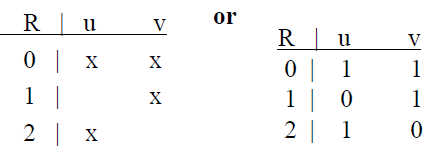 R | u v
0 | x x
1 | x
2 | x
or
R | u v
0 | 1 1
1 | 0 1
2 | 1 0